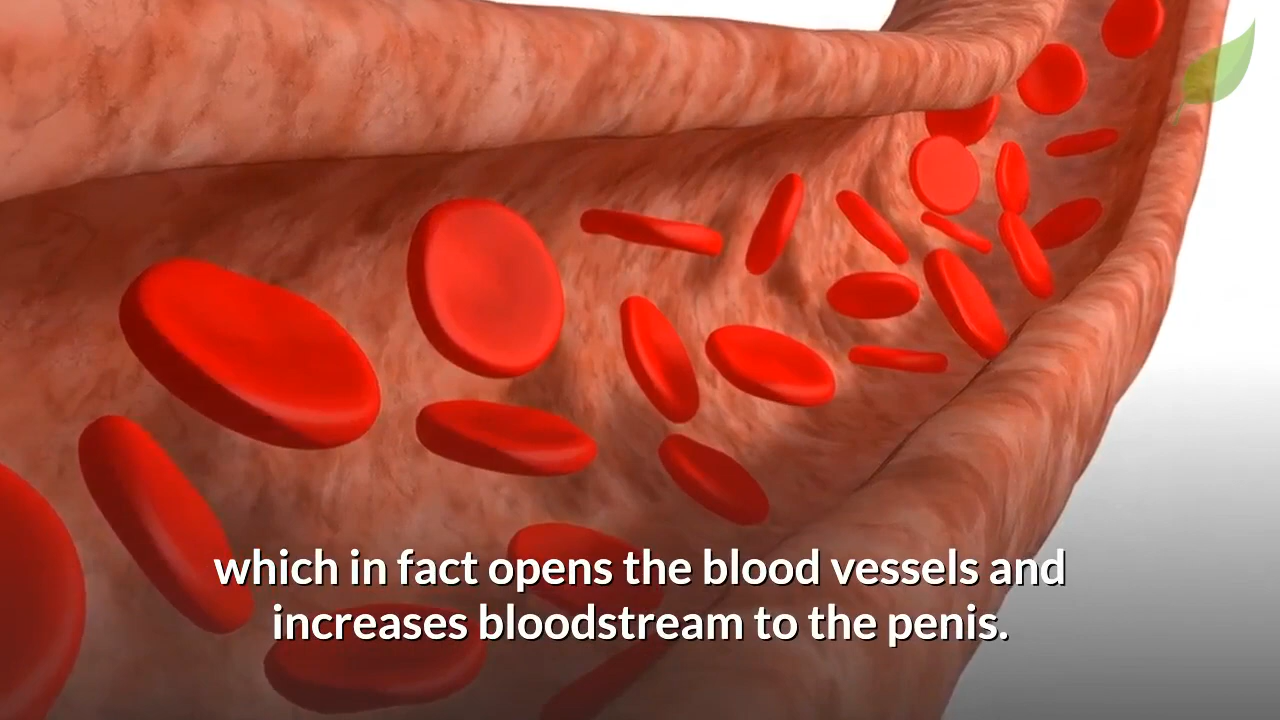 which in fact opens the blood vessels and
increases bloodstream to the penis.